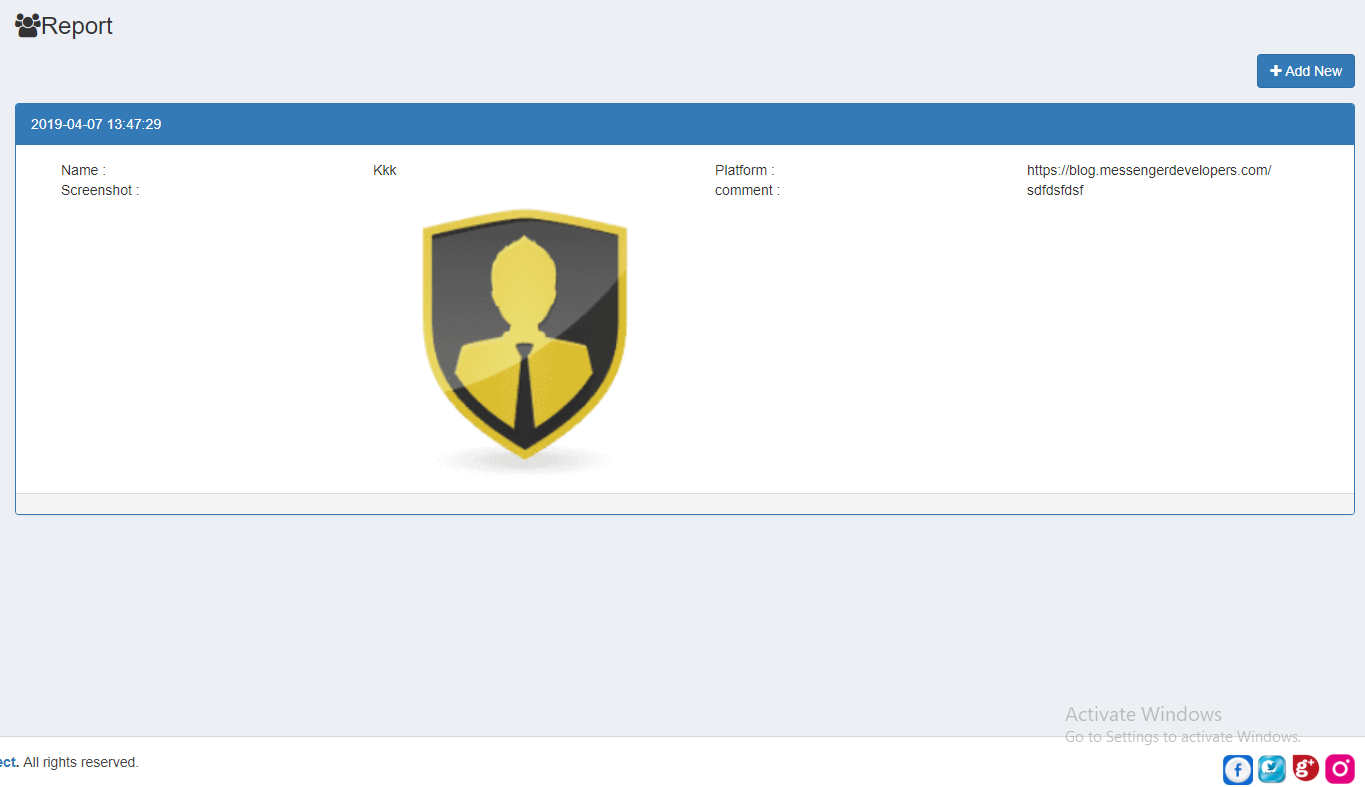 Report
Add New
2019-04-07 13:47:29
Name : Kkk Platform : https://blog.messengerdevelopers.com/
Screenshot : comment : sdfdsfdsf
Activate Windows
Go to Settings to activate Windows.
ect. All rights reserved.
f g+